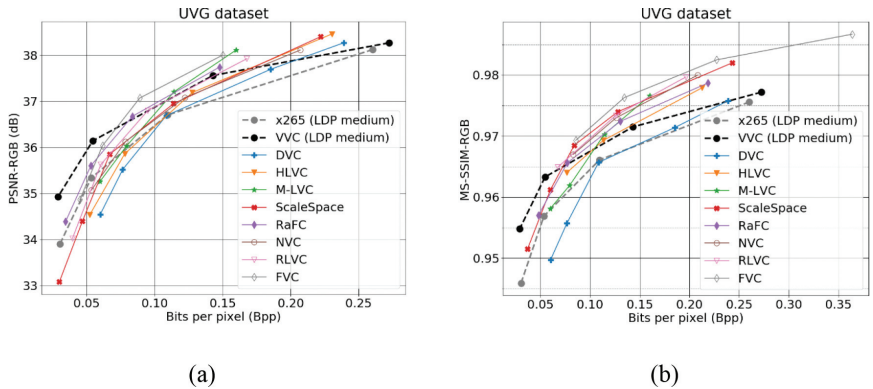 UVG dataset
38
37
36
35
34
33
PSNR-RGB (dB)
x265 (LDP medium)
VVC (LDP medium)
DVC
HLVC
M-LVC
ScaleSpace
RaFC
NVC
RLVC
FVC
0.05 0.10 0.15 0.20 0.25
Bits per pixel (Bpp)
(a)
UVG dataset
0.98
0.97
0.96
0.95
MS-SSIM-RGB
x265 (LDP medium)
VVC (LDP medium)
DVC
HLVC
M-LVC
ScaleSpace
RaFC
NVC
RLVC
FVC
0.05 0.10 0.15 0.20 0.25 0.30 0.35
Bits per pixel (Bpp)
(b)